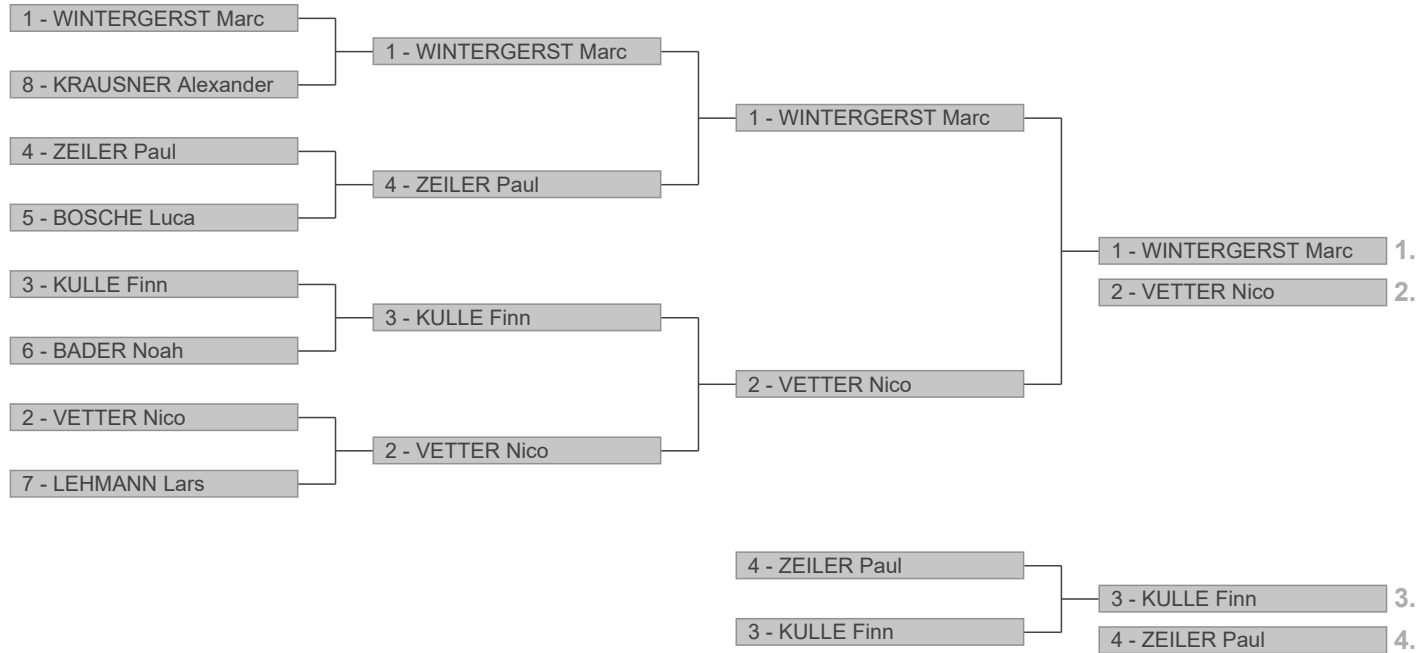 1 - WINTERGERST Marc
8 - KRAUSNER Alexander
4 - ZEILER Paul
5 - BOSCHE Luca
3 - KULLE Finn
6 - BADER Noah
2 - VETTER Nico
7 - LEHMANN Lars
1 - WINTERGERST Marc
4 - ZEILER Paul
3 - KULLE Finn
2 - VETTER Nico
1 - WINTERGERST Marc
2 - VETTER Nico
1 - WINTERGERST Marc 1.
2 - VETTER Nico 2.
4 - ZEILER Paul
3 - KULLE Finn
3 - KULLE Finn 3.
4 - ZEILER Paul 4.